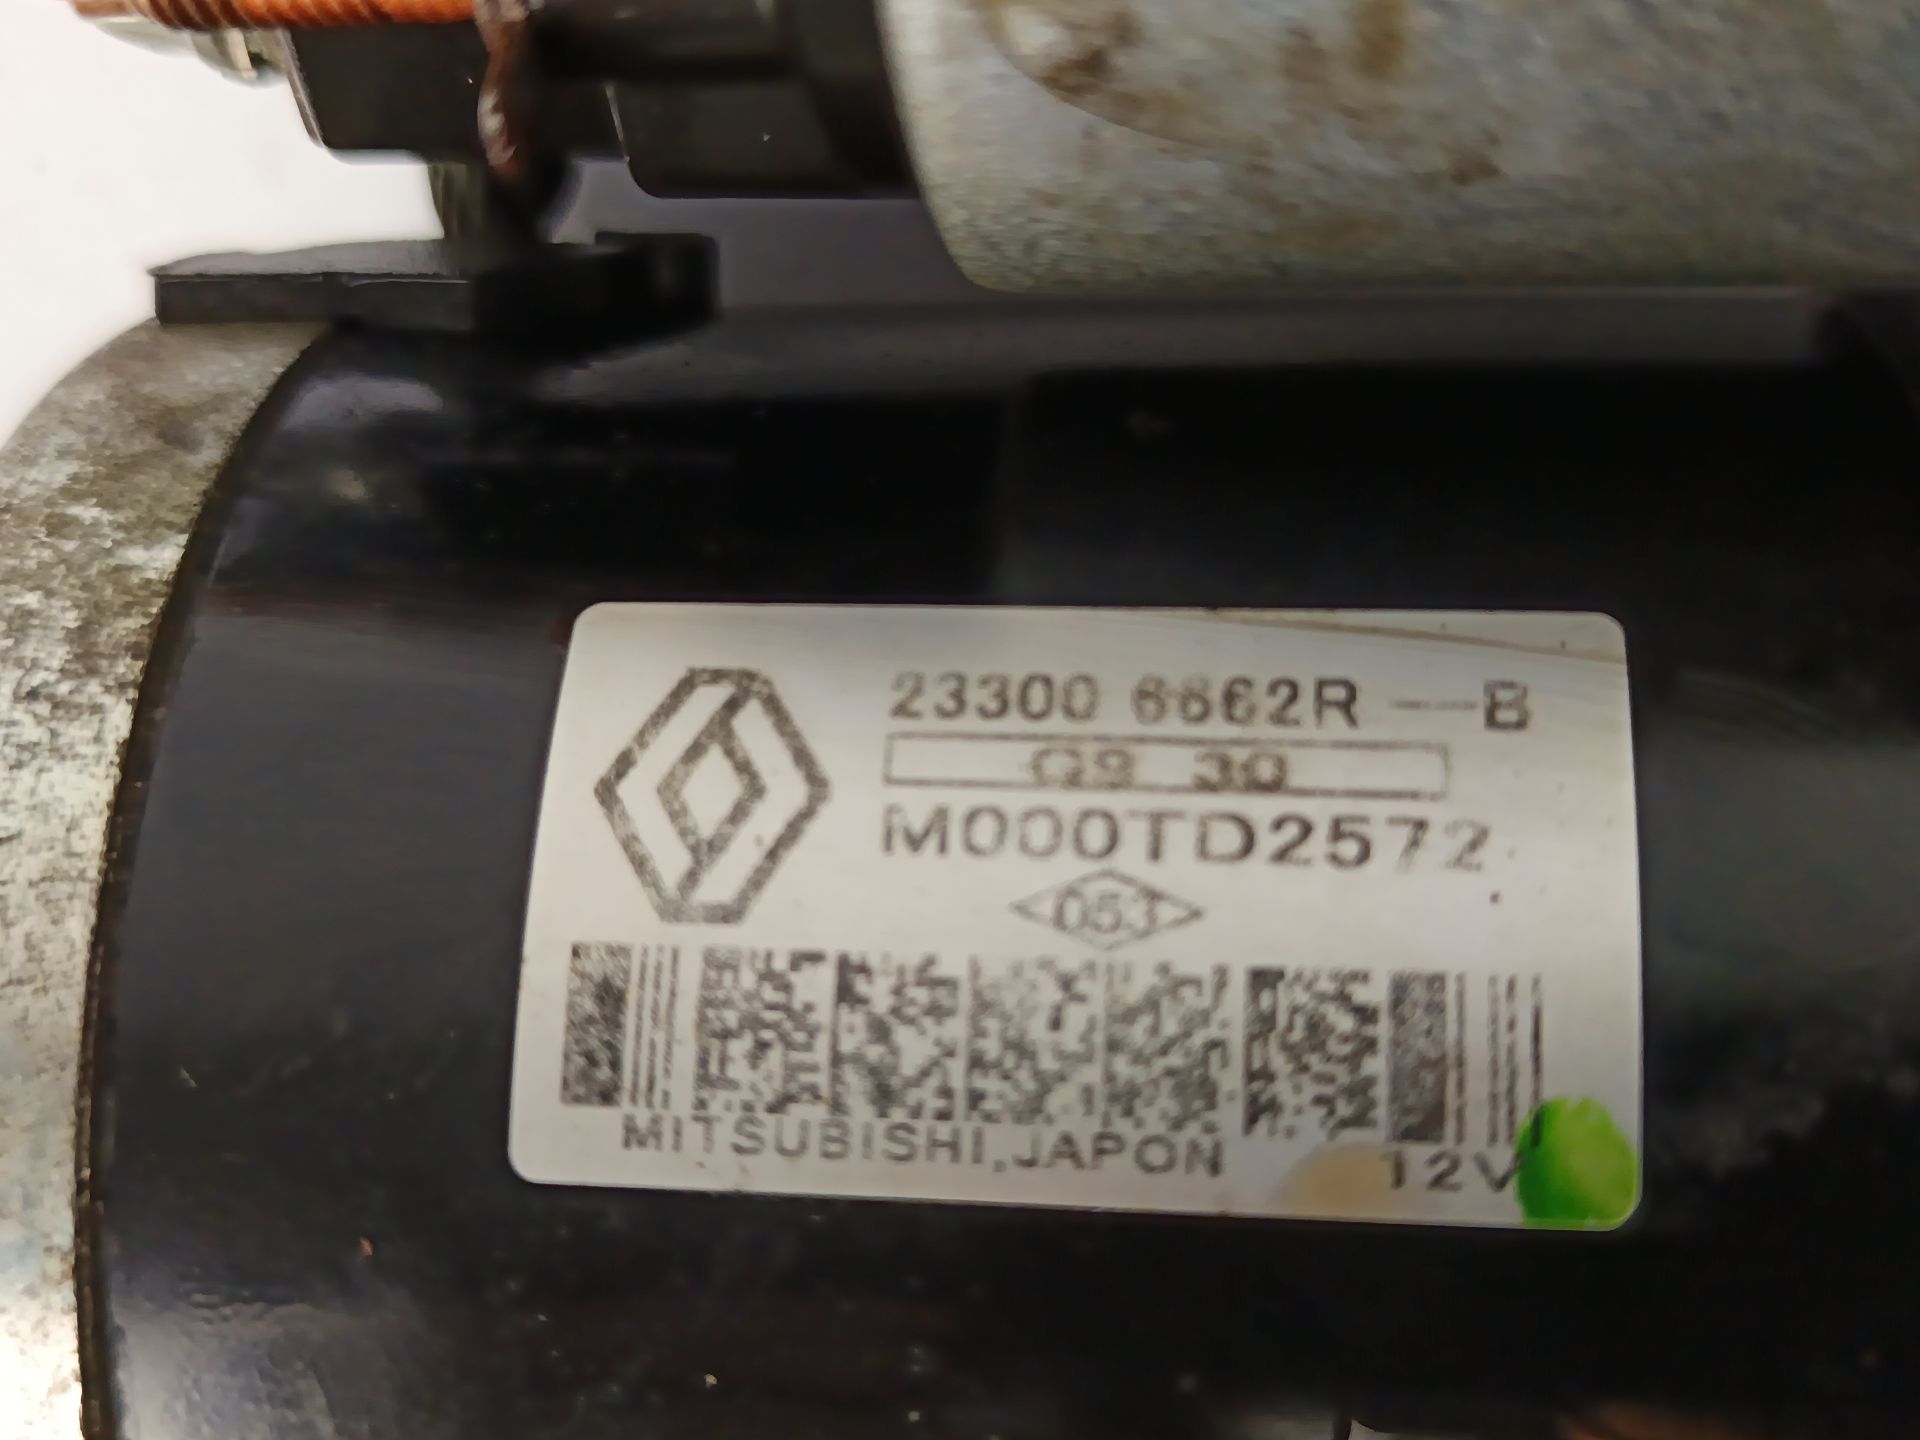 23300 6662R — B
G9 30
M000TD2572
053
MITSUBISHI,JAPON 12V